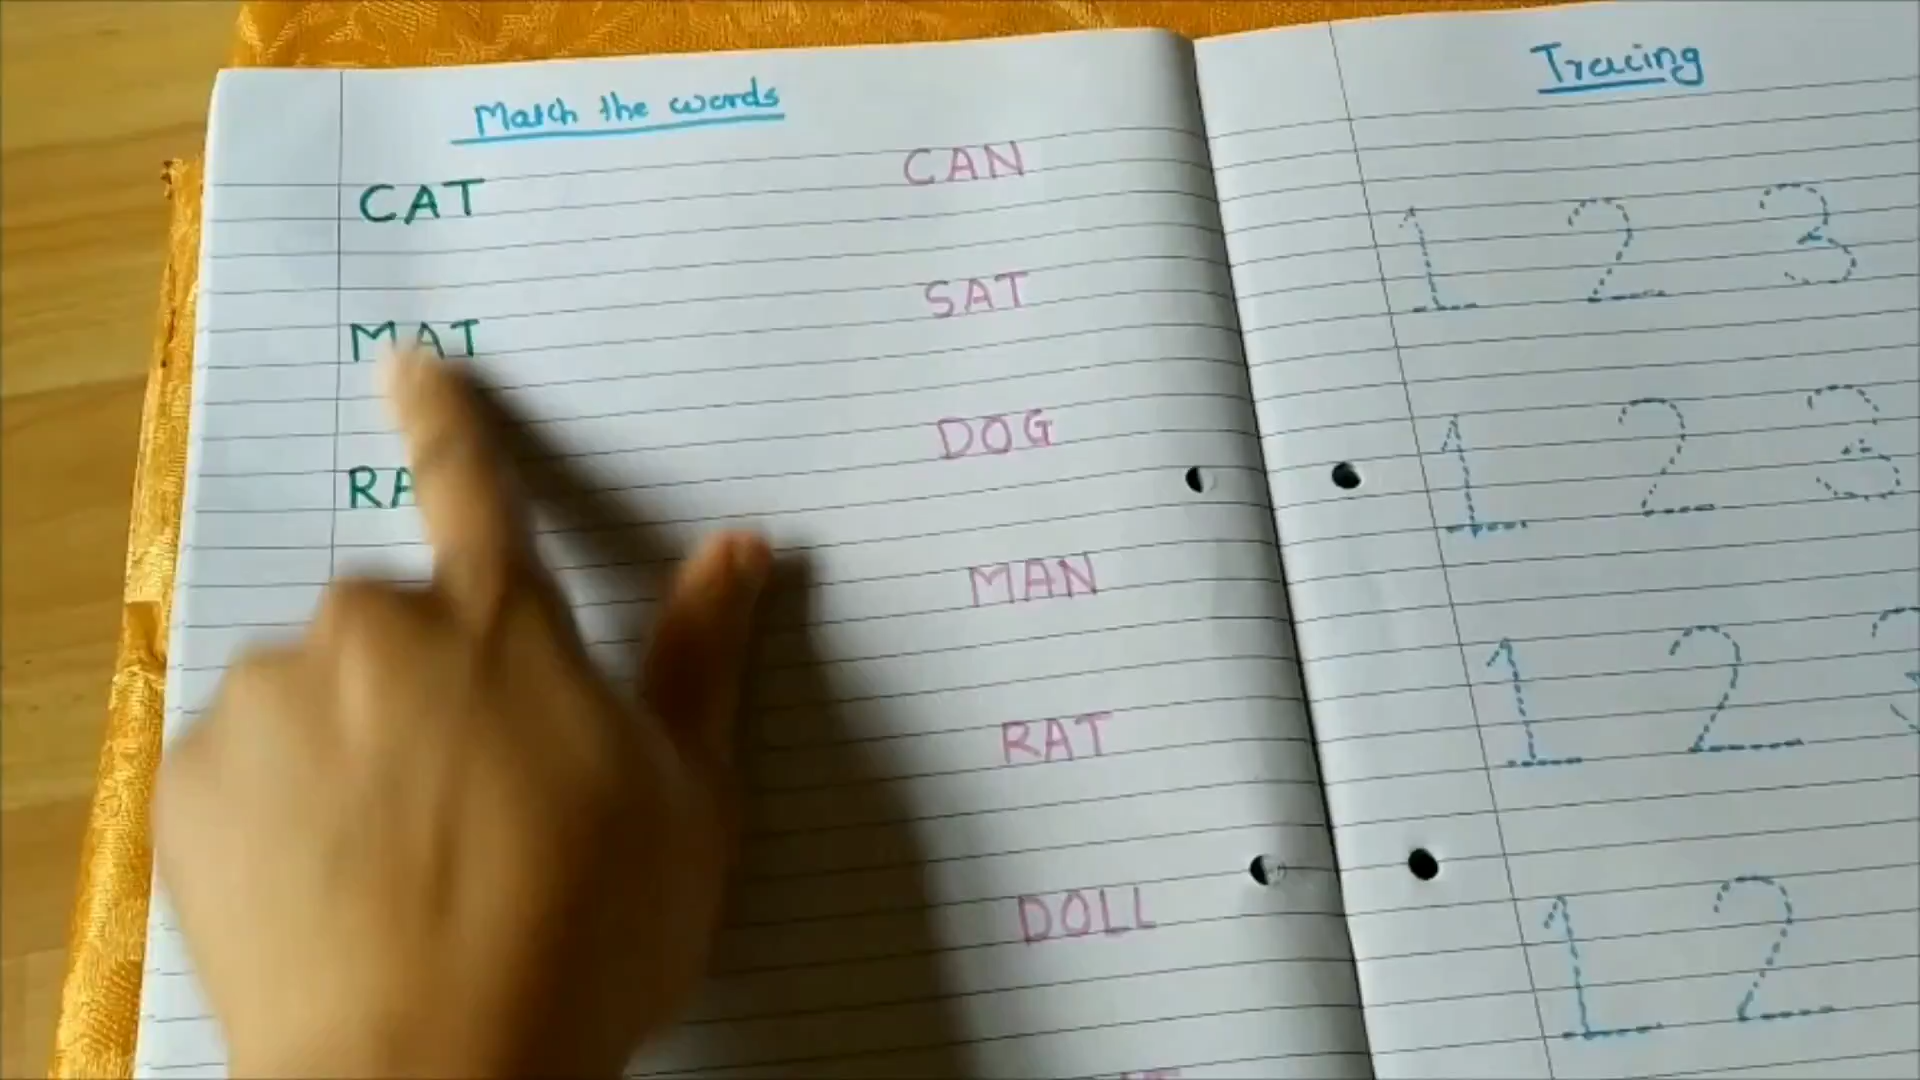 Match the words
CAT CAN
MAT SAT
DOG
MAN
RAT
DOLL
Tracing
1 2 3
1 2 3
1 2
1 2